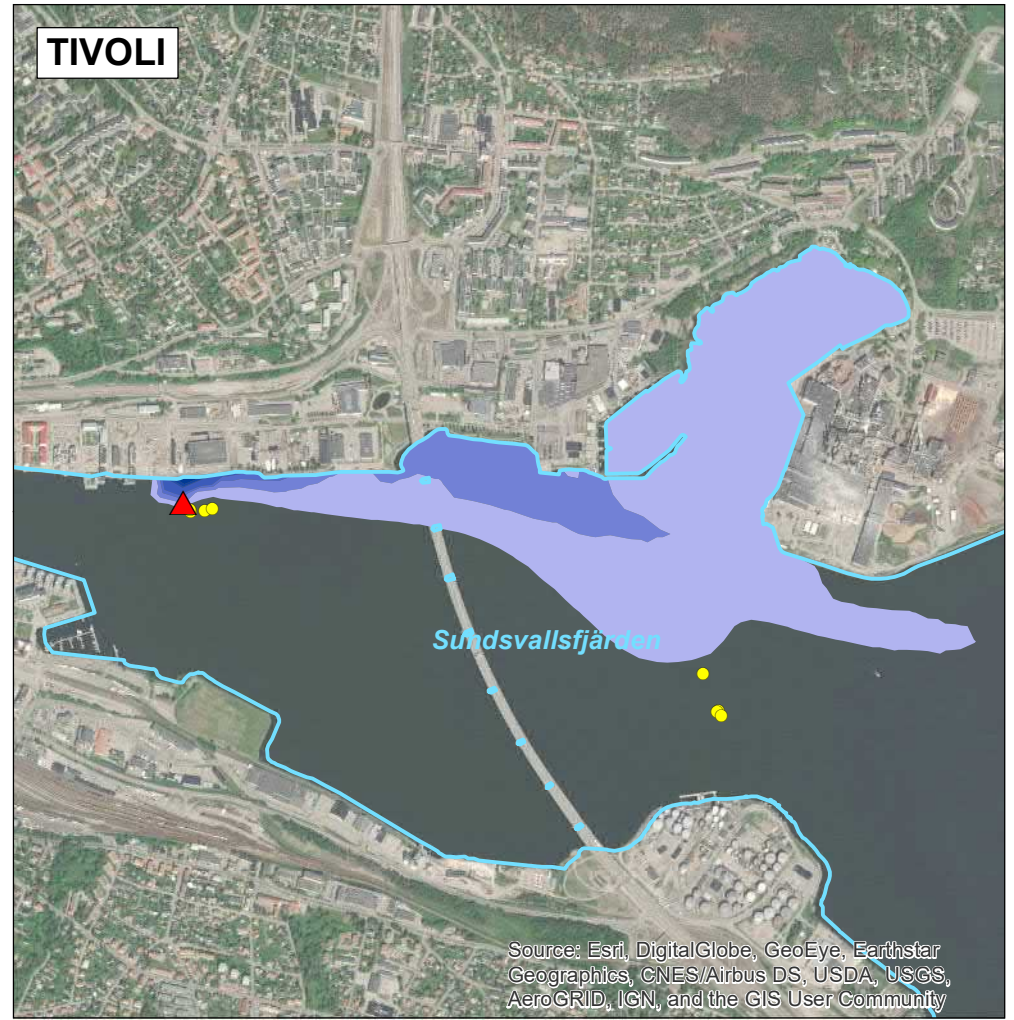 TIVOLI
Sundsvallsfjärden
Source: Esri, DigitalGlobe, GeoEye, Earthstar
Geographics, CNES/Airbus DS, USDA, USGS,
AeroGRID, IGN, and the GIS User Community